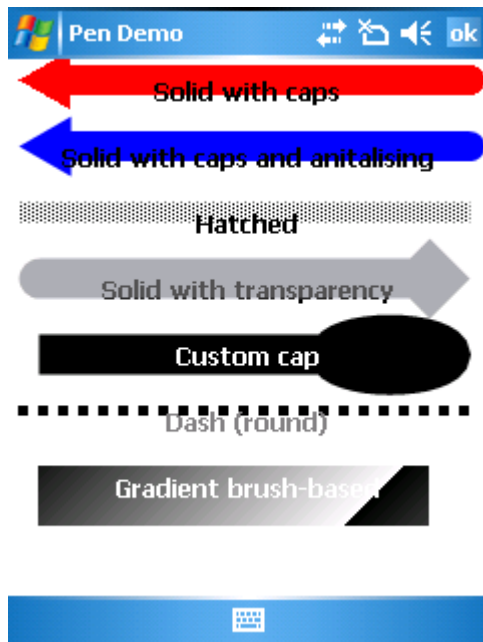 Pen Demo
ok
Solid with caps
Solid with caps and anitalising
Hatched
Solid with transparency
Custom cap
Dash (round)
Gradient brush-based